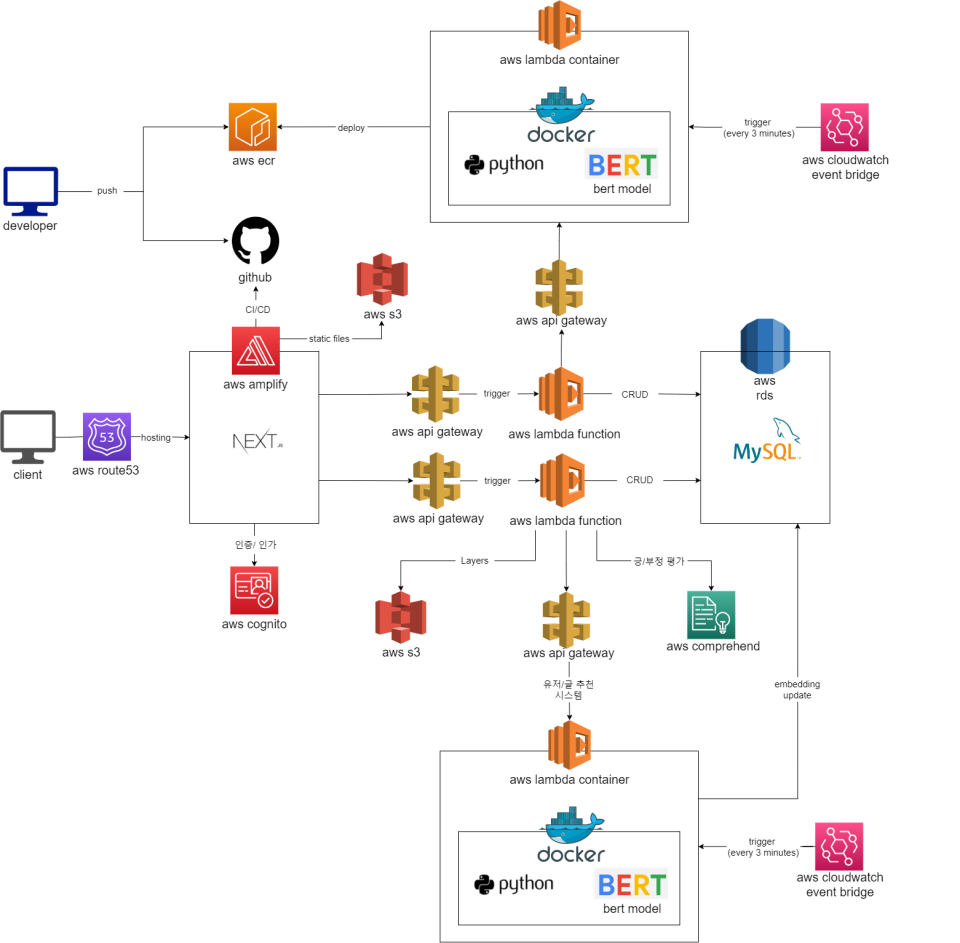 aws lambda container
docker
python
BERT
bert model
deploy
trigger
(every 3 minutes)
aws cloudwatch
event bridge
aws ecr
developer
push
github
CI/CD
aws s3
static files
aws amplify
aws api gateway
client
53
aws route53
hosting
NEXT.JS
aws api gateway
trigger
aws lambda function
CRUD
aws
rds
MySQL
aws api gateway
trigger
aws lambda function
CRUD
인증/ 인가
aws cognito
Layers
aws s3
aws api gateway
긍/부정 평가
aws comprehend
유저/글 추천
시스템
embedding
update
aws lambda container
docker
python
BERT
bert model
trigger
(every 3 minutes)
aws cloudwatch
event bridge